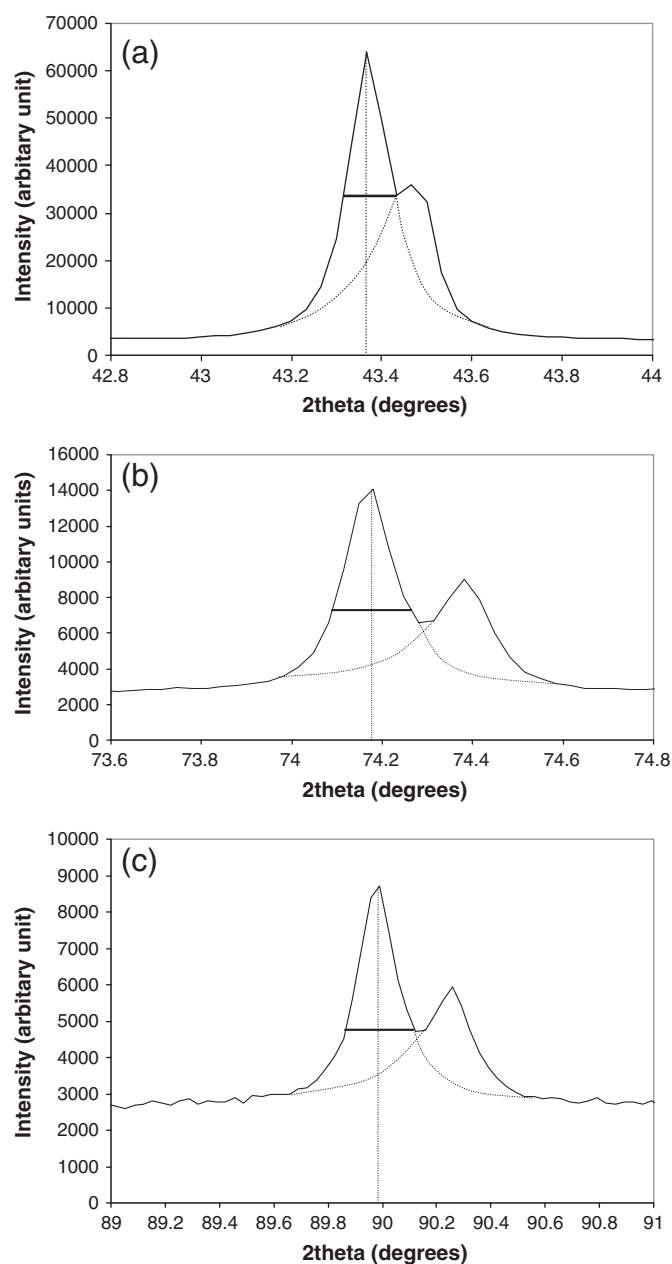 (a)
Intensity (arbitary unit)
70000
60000
50000
40000
30000
20000
10000
0
42.8 43 43.2 43.4 43.6 43.8 44
2theta (degrees)
(b)
Intensity (arbitary units)
16000
14000
12000
10000
8000
6000
4000
2000
0
73.6 73.8 74 74.2 74.4 74.6 74.8
2theta (degrees)
(c)
Intensity (arbitary unit)
10000
9000
8000
7000
6000
5000
4000
3000
2000
1000
0
89 89.2 89.4 89.6 89.8 90 90.2 90.4 90.6 90.8 91
2theta (degrees)